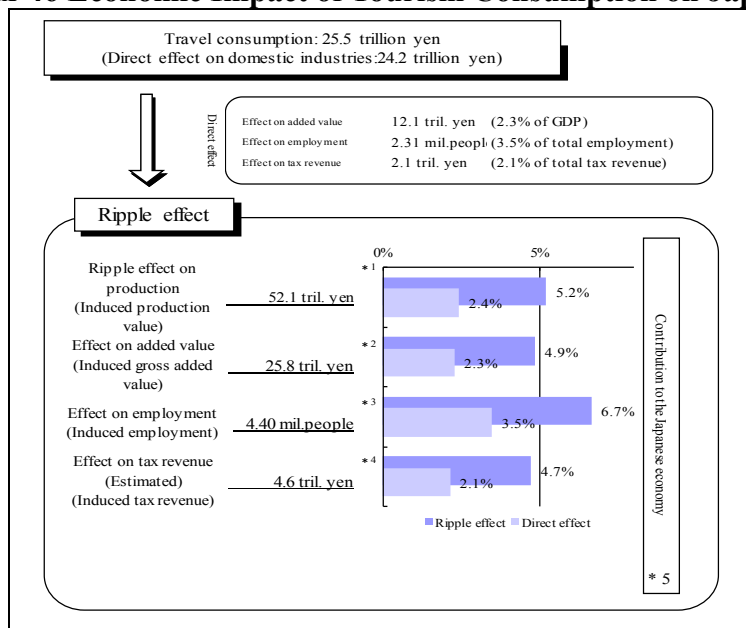 Economic Impact of Tourism Consumption on
Travel consumption: 25.5 trillion yen
(Direct effect on domestic industries:24.2 trillion yen)
Direct effect
Effect on added value 12.1 tril. yen (2.3% of GDP)
Effect on employment 2.31 mil.peopl (3.5% of total employment)
Effect on tax revenue 2.1 tril. yen (2.1% of total tax revenue)
Ripple effect
0% 5%
Ripple effect on
production
(Induced production
value)
52.1 tril. yen
*1
2.4%
5.2%
Effect on added value
(Induced gross added
value)
25.8 tril. yen
*2
2.3%
4.9%
Effect on employment
(Induced employment)
4.40 mil.people
*3
3.5%
6.7%
Effect on tax revenue
(Estimated)
(Induced tax revenue)
4.6 tril. yen
*4
2.1%
4.7%
Ripple effect Direct effect
Contribution to the Japanese economy
* 5